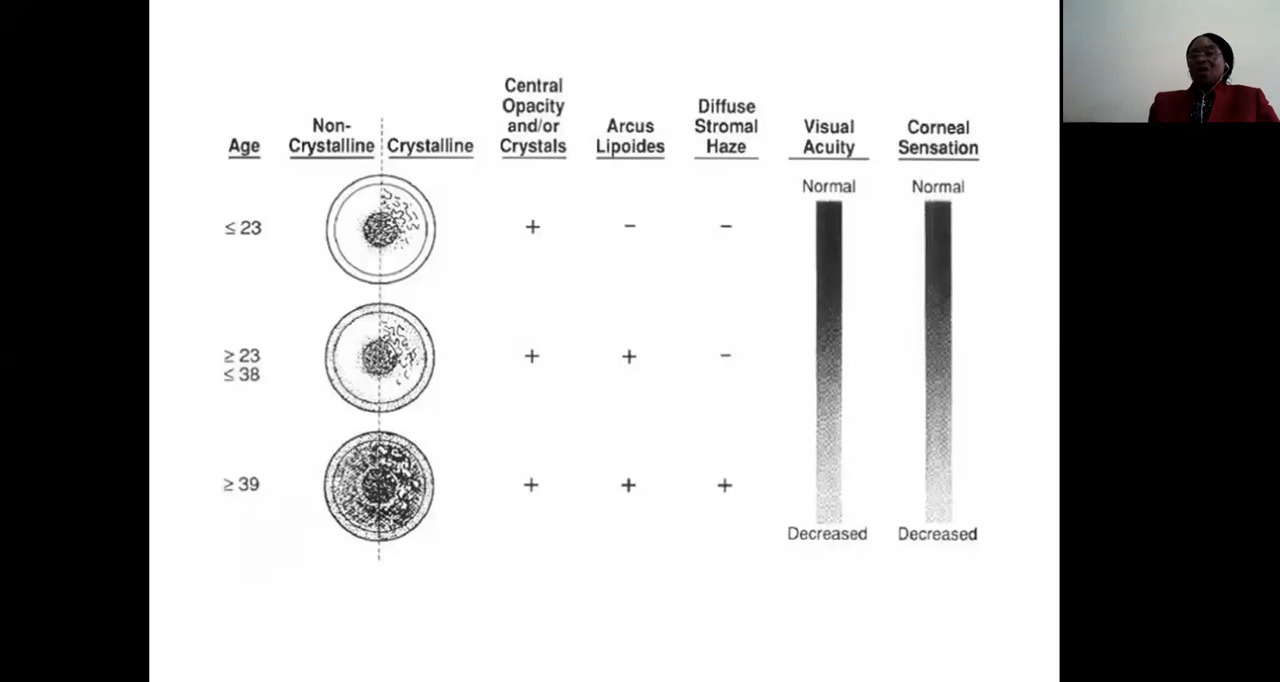 Age
Non-
Crystalline
Crystalline
Central
Opacity
and/or
Crystals
Arcus
Lipoides
Diffuse
Stromal
Haze
Visual
Acuity
Corneal
Sensation
Normal
Normal
≤ 23
+ − −
≥ 23
≤ 38
+ + −
≥ 39
+ + +
Decreased
Decreased